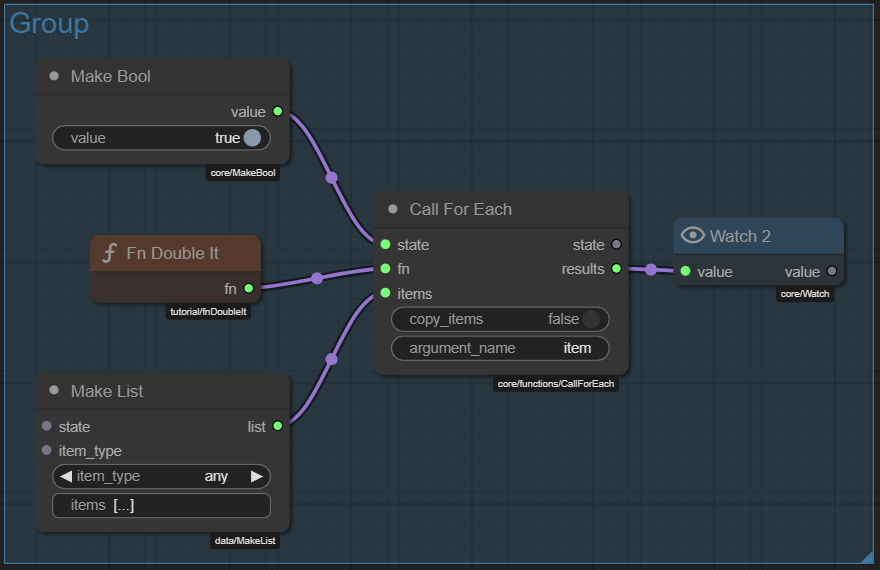 Group
Make Bool
value
value true
core/MakeBool
Fn Double It
fn
tutorial/fnDoubleIt
Make List
state list
item_type
item_type any
items [...]
data/MakeList
Call For Each
state state
fn results
items
copy_items false
argument_name item
core/functions/CallForEach
Watch 2
value value
core/Watch